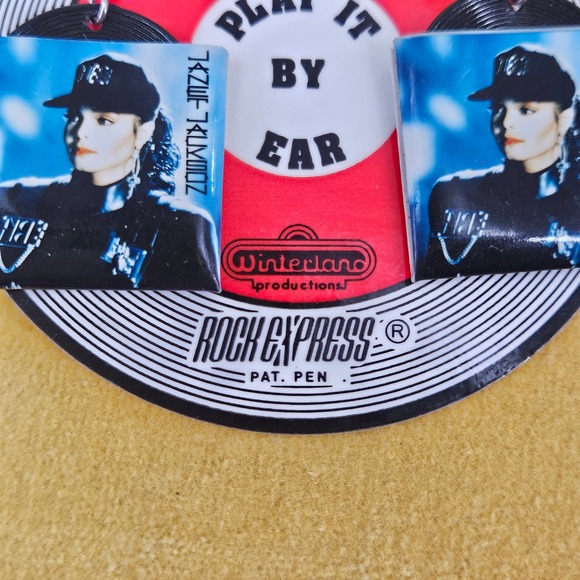 PLAY IT
BY
EAR
Winterland
productions
ROCK EXPRESS ®
PAT. PEN.